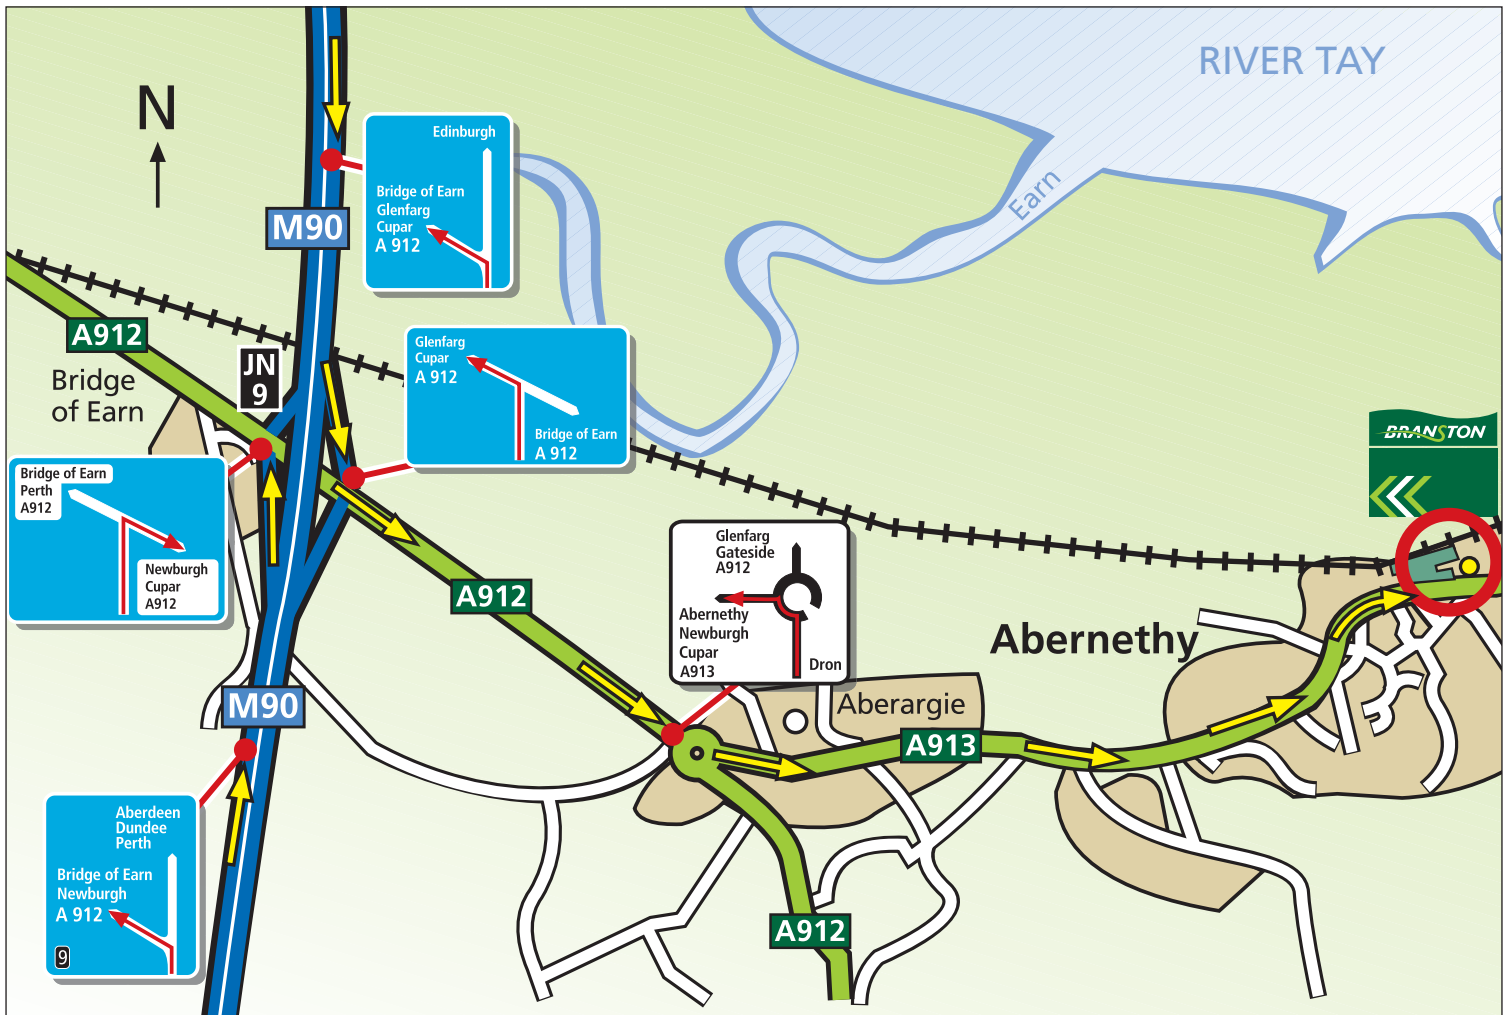 RIVER TAY
N
Edinburgh
Bridge of Earn
Glenfarg
Cupar
A 912
M90
Earn
A912
Bridge
of Earn
JN
9
Glenfarg
Cupar
A 912
Bridge of Earn
A 912
BRANSTON
Bridge of Earn
Perth
A912
Newburgh
Cupar
A912
A912
Glenfarg
Gateside
A912
Abernethy
Newburgh
Cupar
A913
Dron
Abernethy
M90
Aberargie
A913
Aberdeen
Dundee
Perth
Bridge of Earn
Newburgh
A 912
9
A912